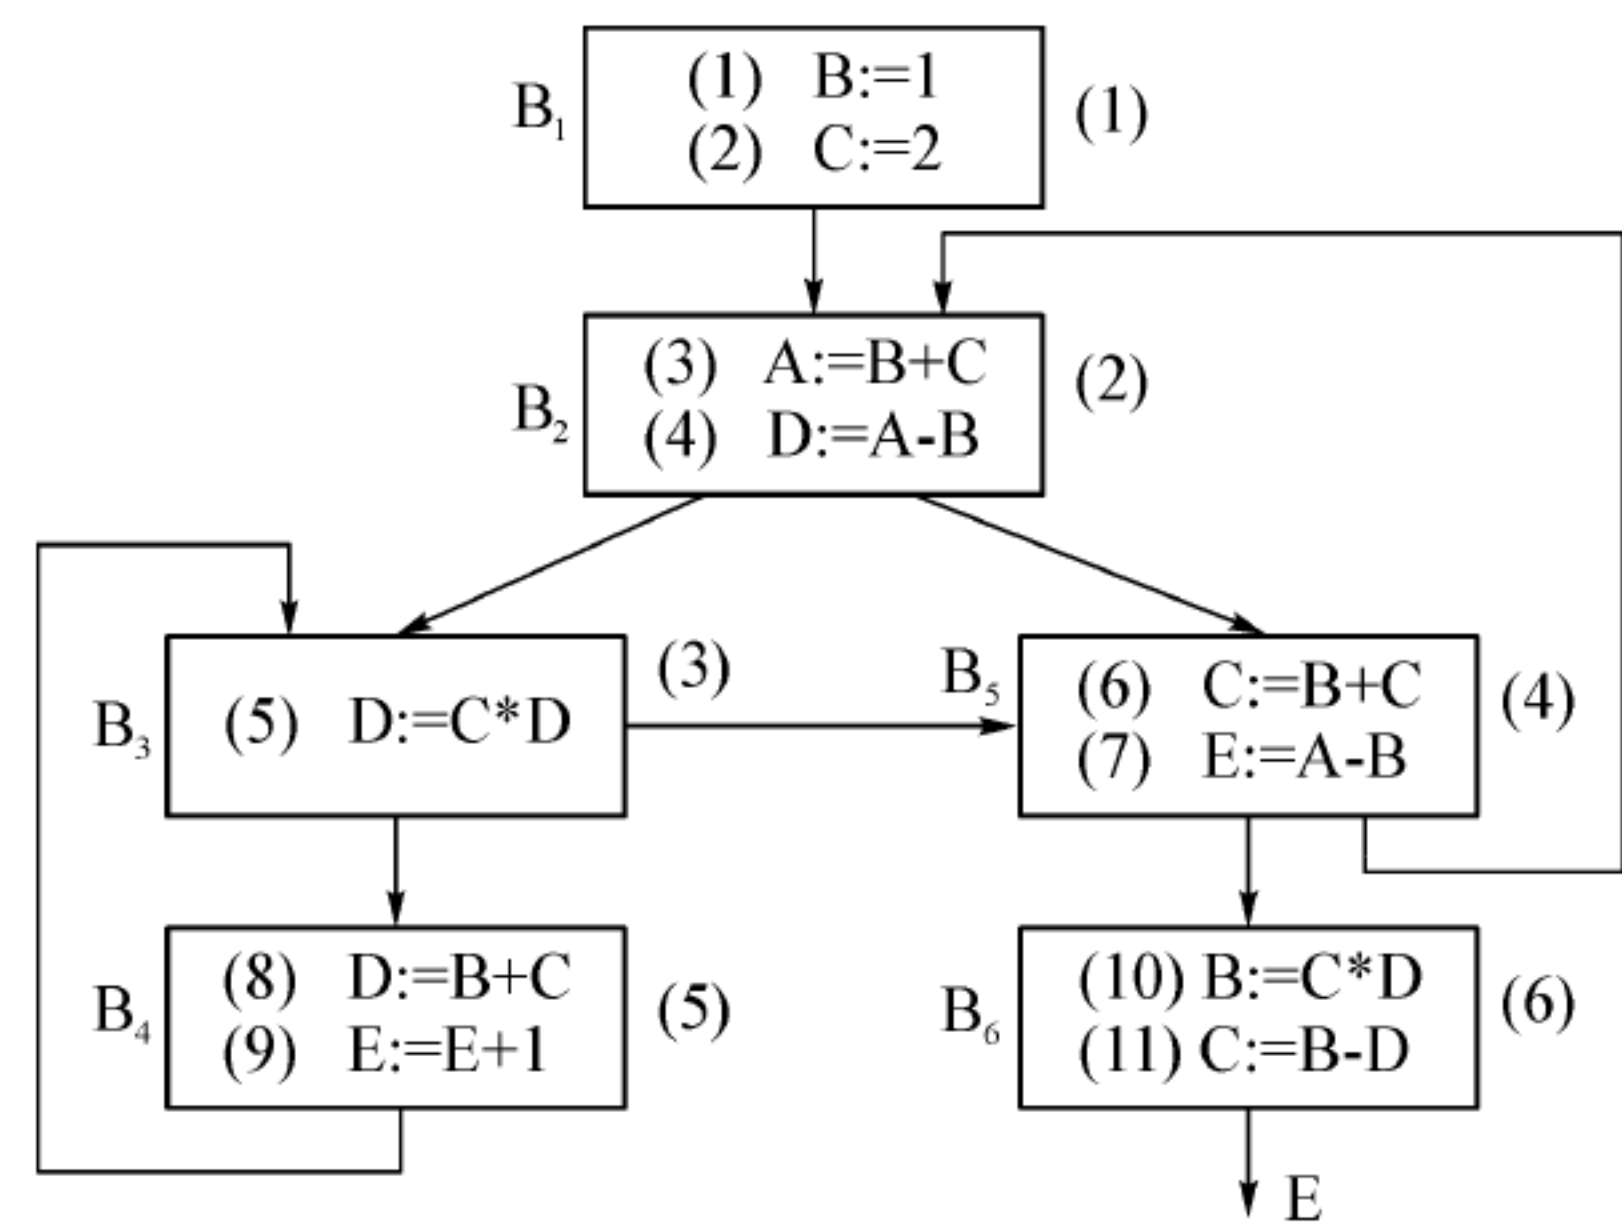 B₁
(1) B:=1
(2) C:=2
(1)
B₂
(3) A:=B+C
(4) D:=A-B
(2)
B₃
(5) D:=C*D
(3)
B₅
(6) C:=B+C
(7) E:=A-B
(4)
B₄
(8) D:=B+C
(9) E:=E+1
(5)
B₆
(10) B:=C*D
(11) C:=B-D
(6)
E